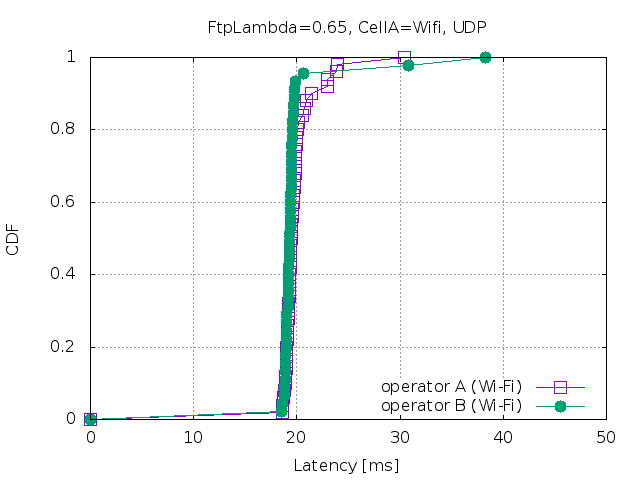 FtpLambda=0.65, CellA=Wifi, UDP
1
0.8
0.6
0.4
0.2
0
CDF
operator A (Wi-Fi)
operator B (Wi-Fi)
0 10 20 30 40 50
Latency [ms]